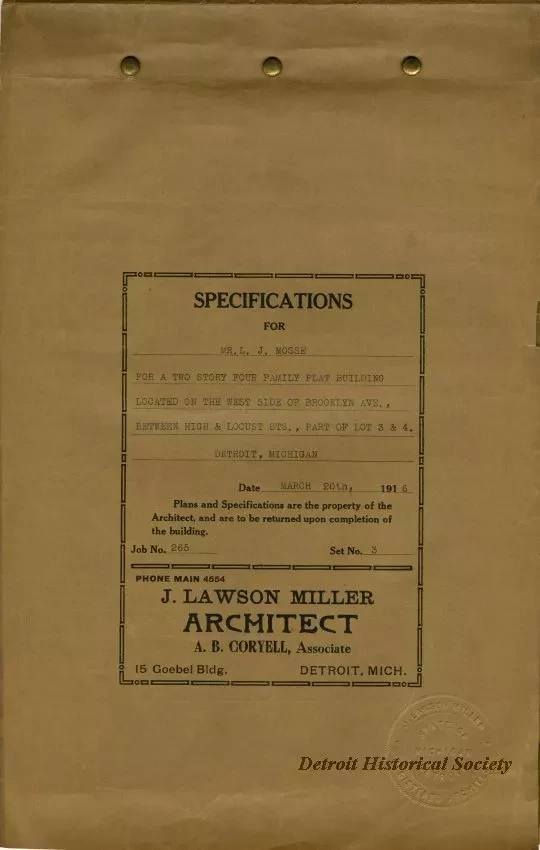 SPECIFICATIONS
FOR
MR.L. J. MOSSE
FOR A TWO STORY FOUR FAMILY FLAT BUILDING
LOCATED ON THE WEST SIDE OF BROOKLYN AVE.,
BETWEEN HIGH & LOCUST STS., PART OF LOT 3 & 4.
DETROIT, MICHIGAN
Date MARCH 20th, 1916
Plans and Specifications are the property of the
Architect, and are to be returned upon completion of
the building.
Job No. 265 Set No. 3
PHONE MAIN 4554
J. LAWSON MILLER
ARCHITECT
A. B. CORYELL, Associate
15 Goebel Bldg. DETROIT, MICH.
STATE OF
MICHIGAN
Detroit Historical Society